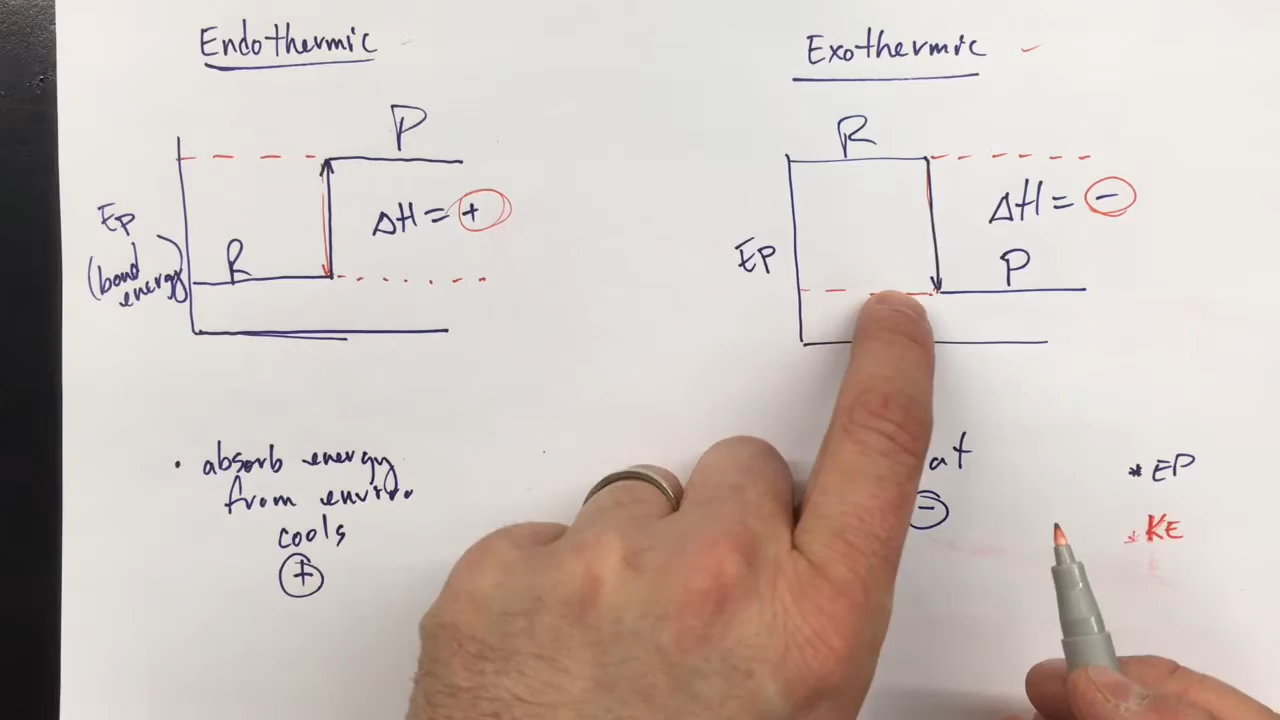 Endothermic
P
Ep
(bond
energy)
R
ΔH = +
• absorb energy
from enviro.
cools
+
Exothermic
R
Ep
ΔH = -
P
at
-
* EP
* KE